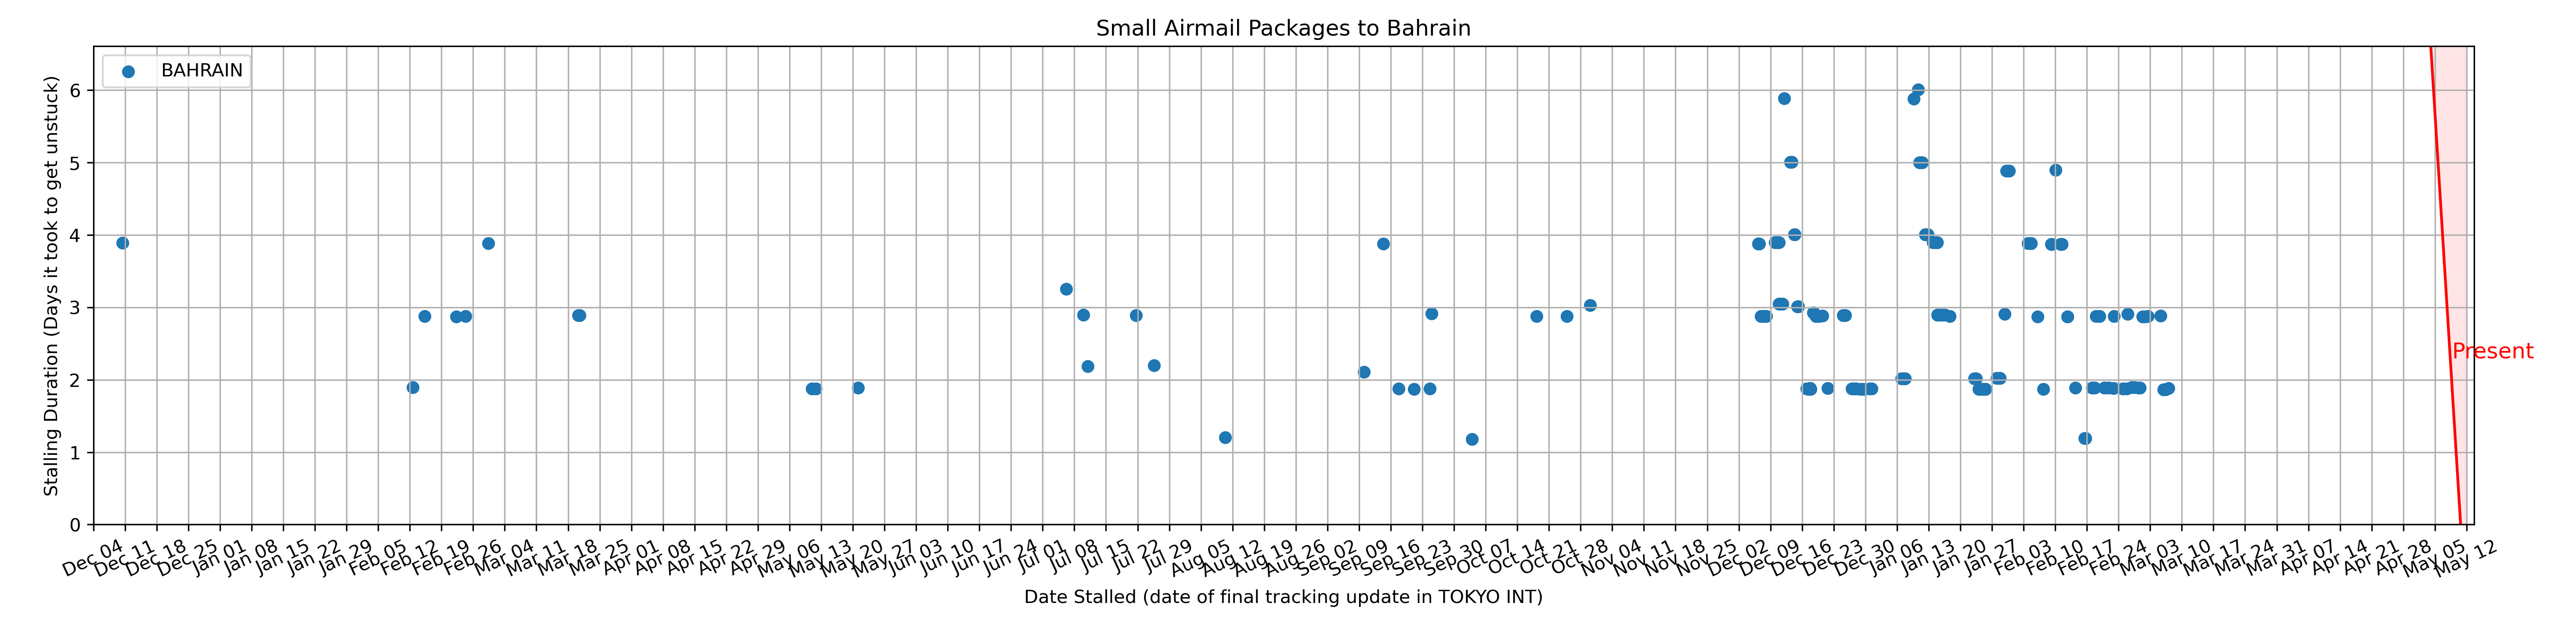 Small Airmail Packages to Bahrain
BAHRAIN
Stalling Duration (Days it took to get unstuck)
6
5
4
3
2
1
0
Present
Dec 04
Dec 11
Dec 18
Dec 25
Jan 01
Jan 08
Jan 15
Jan 22
Jan 29
Feb 05
Feb 12
Feb 19
Feb 26
Mar 04
Mar 11
Mar 18
Mar 25
Apr 01
Apr 08
Apr 15
Apr 22
Apr 29
May 06
May 13
May 20
May 27
Jun 03
Jun 10
Jun 17
Jun 24
Jul 01
Jul 08
Jul 15
Jul 22
Jul 29
Aug 05
Aug 12
Aug 19
Aug 26
Sep 02
Sep 09
Sep 16
Sep 23
Sep 30
Oct 07
Oct 14
Oct 21
Oct 28
Nov 04
Nov 11
Nov 18
Nov 25
Dec 02
Dec 09
Dec 16
Dec 23
Dec 30
Jan 06
Jan 13
Jan 20
Jan 27
Feb 03
Feb 10
Feb 17
Feb 24
Mar 03
Mar 10
Mar 17
Mar 24
Mar 31
Apr 07
Apr 14
Apr 21
Apr 28
May 05
May 12
Date Stalled (date of final tracking update in TOKYO INT)